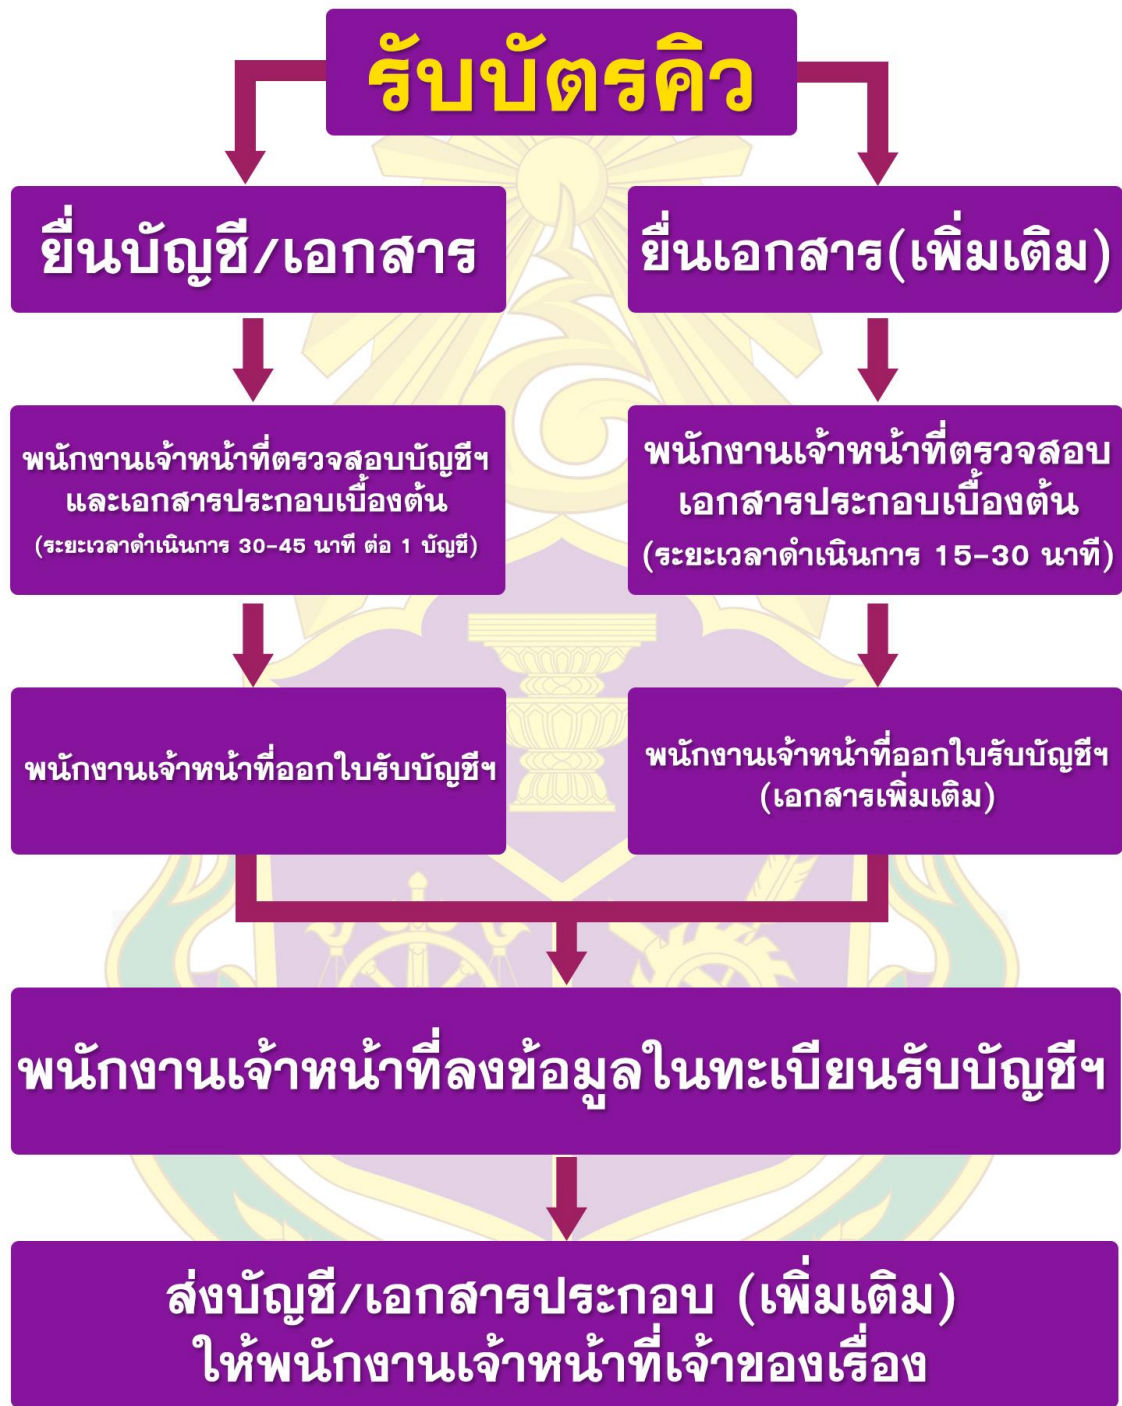 รับบัตรคิว
ยื่นบัญชี/เอกสาร
ยื่นเอกสาร(เพิ่มเติม)
พนักงานเจ้าหน้าที่ตรวจสอบบัญชีฯ
และเอกสารประกอบเบื้องต้น
(ระยะเวลาดำเนินการ 30-45 นาที ต่อ 1 บัญชี)
พนักงานเจ้าหน้าที่ตรวจสอบ
เอกสารประกอบเบื้องต้น
(ระยะเวลาดำเนินการ 15-30 นาที)
พนักงานเจ้าหน้าที่ออกใบรับบัญชีฯ
พนักงานเจ้าหน้าที่ออกใบรับบัญชีฯ
(เอกสารเพิ่มเติม)
พนักงานเจ้าหน้าที่ลงข้อมูลในทะเบียนรับบัญชีฯ
ส่งบัญชี/เอกสารประกอบ (เพิ่มเติม)
ให้พนักงานเจ้าหน้าที่เจ้าของเรื่อง